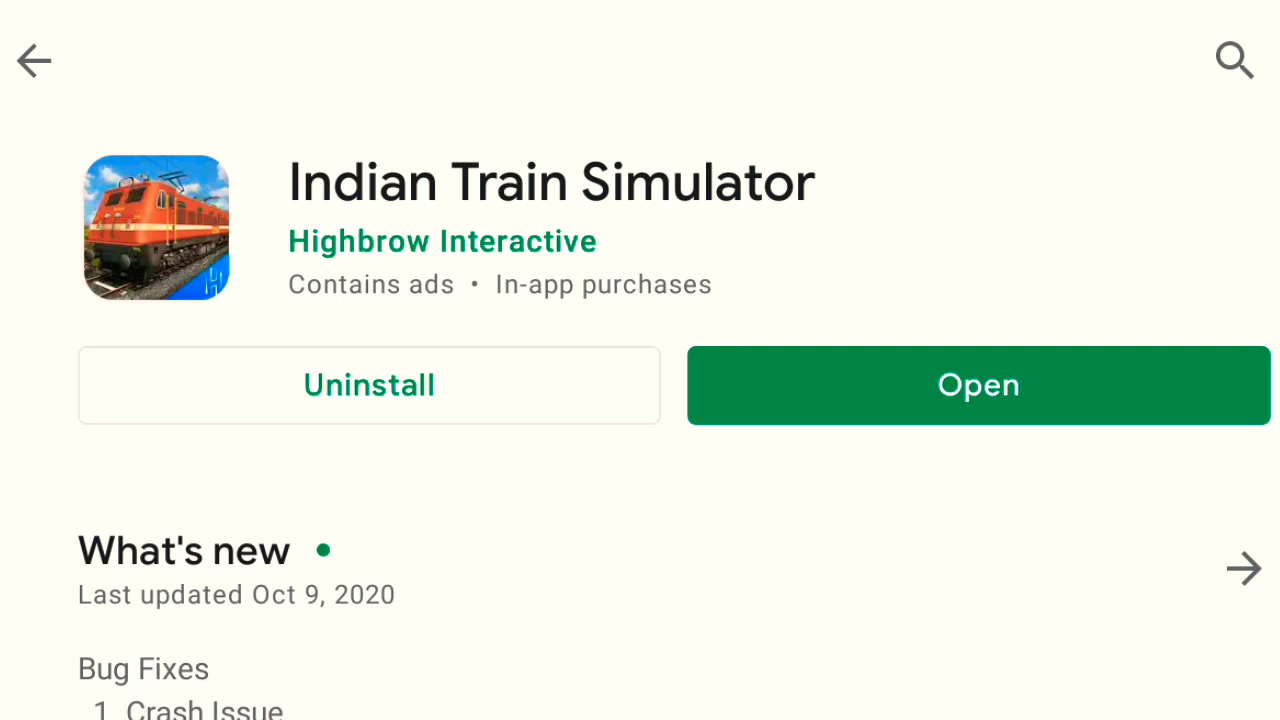 Indian Train Simulator
Highbrow Interactive
Contains ads • In-app purchases
Uninstall
Open
What's new
Last updated Oct 9, 2020
Bug Fixes
1. Crash Issue